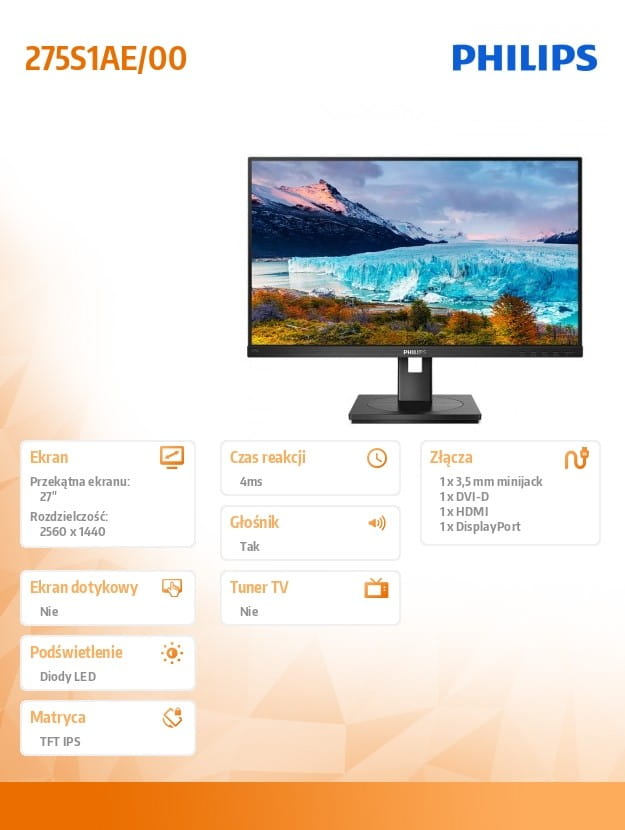 275S1AE/00
PHILIPS
PHILIPS
Ekran
Przekątna ekranu:
27"
Rozdzielczość:
2560 x 1440
Czas reakcji
4ms
Głośnik
Tak
Złącza
1 x 3,5 mm minijack
1 x DVI-D
1 x HDMI
1 x DisplayPort
Ekran dotykowy
Nie
Tuner TV
Nie
Podświetlenie
Diody LED
Matryca
TFT IPS